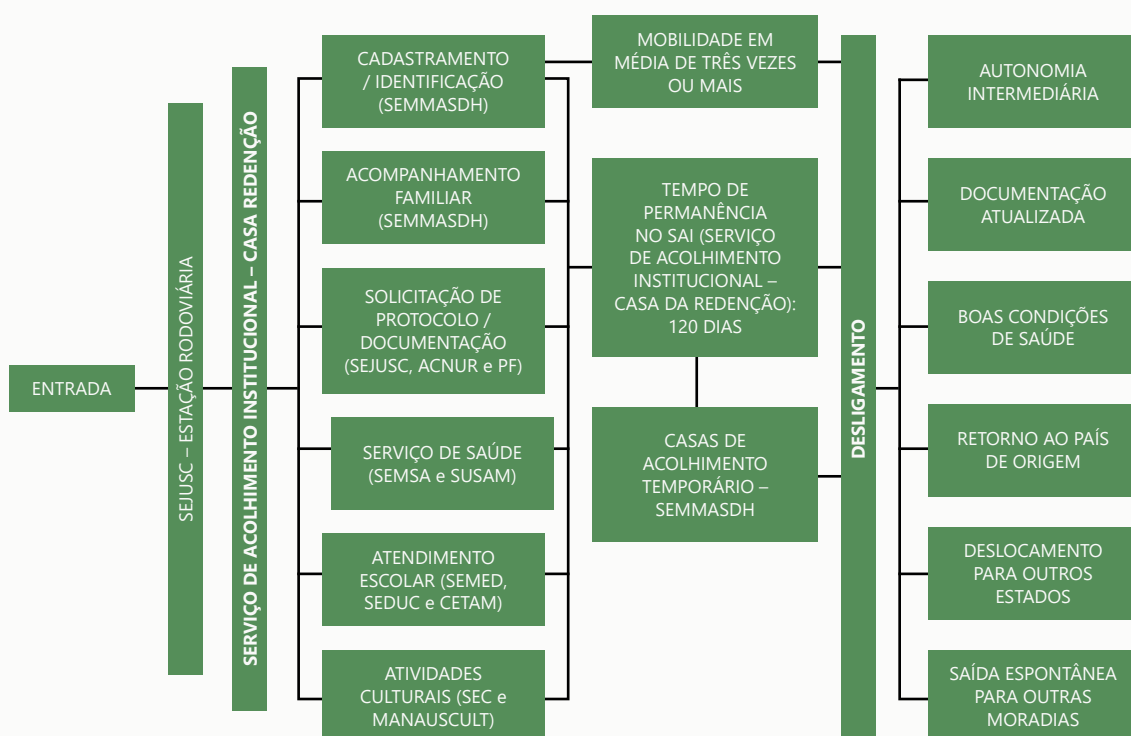 ENTRADA
SEJUSC – ESTAÇÃO RODOVIÁRIA
SERVIÇO DE ACOLHIMENTO INSTITUCIONAL – CASA REDENÇÃO
CADASTRAMENTO
/ IDENTIFICAÇÃO
(SEMMASDH)
ACOMPANHAMENTO
FAMILIAR
(SEMMASDH)
SOLICITAÇÃO DE
PROTOCOLO /
DOCUMENTAÇÃO
(SEJUSC, ACNUR e PF)
SERVIÇO DE SAÚDE
(SEMSA e SUSAM)
ATENDIMENTO
ESCOLAR (SEMED,
SEDUC e CETAM)
ATIVIDADES
CULTURAIS (SEC e
MANAUSCULT)
MOBILIDADE EM
MÉDIA DE TRÊS VEZES
OU MAIS
TEMPO DE
PERMANÊNCIA
NO SAI (SERVIÇO
DE ACOLHIMENTO
INSTITUCIONAL –
CASA DA REDENÇÃO):
120 DIAS
CASAS DE
ACOLHIMENTO
TEMPORÁRIO –
SEMMASDH
DESLIGAMENTO
AUTONOMIA
INTERMEDIÁRIA
DOCUMENTAÇÃO
ATUALIZADA
BOAS CONDIÇÕES
DE SAÚDE
RETORNO AO PAÍS
DE ORIGEM
DESLOCAMENTO
PARA OUTROS
ESTADOS
SAÍDA ESPONTÂNEA
PARA OUTRAS
MORADIAS